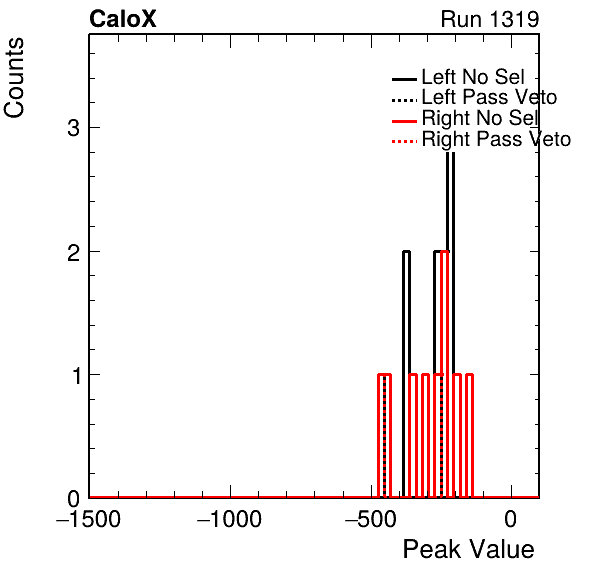 CaloX Run 1319
Counts
Left No Sel
Left Pass Veto
Right No Sel
Right Pass Veto
3
2
1
0
−1500 −1000 −500 0
Peak Value